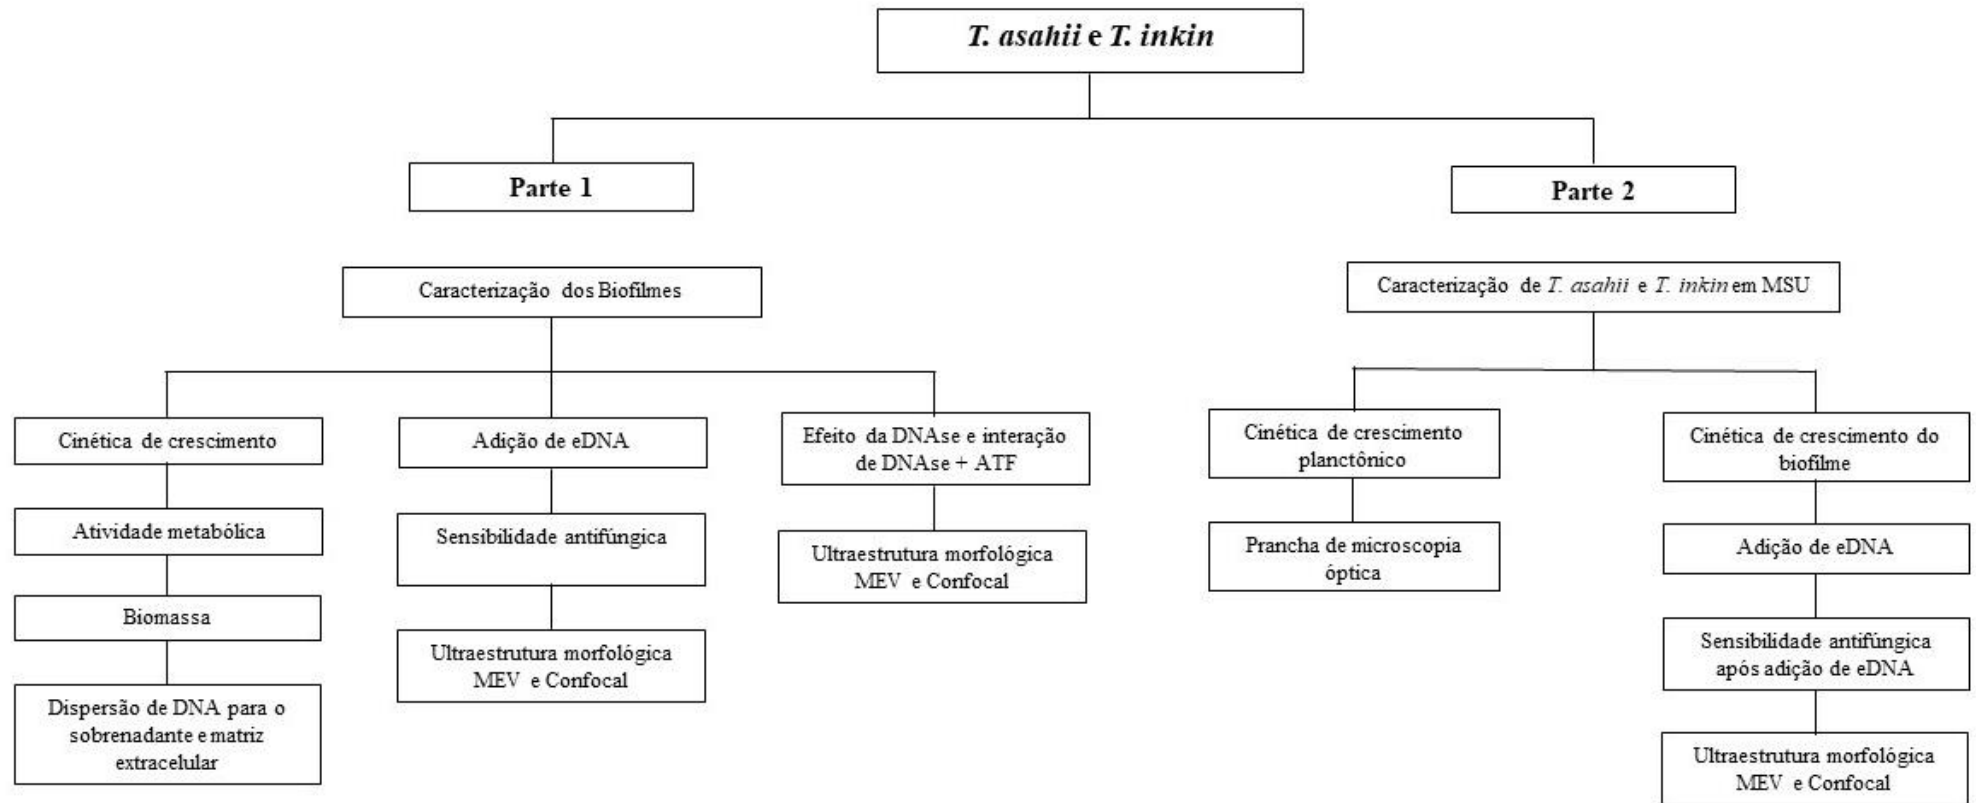 T. asahii e T. inkin
Parte 1
Parte 2
Caracterização dos Biofilmes
Caracterização de T. asahii e T. inkin em MSU
Cinética de crescimento
Atividade metabólica
Biomassa
Dispersão de DNA para o
sobrenadante e matriz
extracelular
Adição de eDNA
Sensibilidade antifúngica
Ultraestrutura morfológica
MEV e Confocal
Efeito da DNAse e interação
de DNAse + ATF
Ultraestrutura morfológica
MEV e Confocal
Cinética de crescimento
planctônico
Prancha de microscopia
óptica
Cinética de crescimento do
biofilme
Adição de eDNA
Sensibilidade antifúngica
após adição de eDNA
Ultraestrutura morfológica
MEV e Confocal